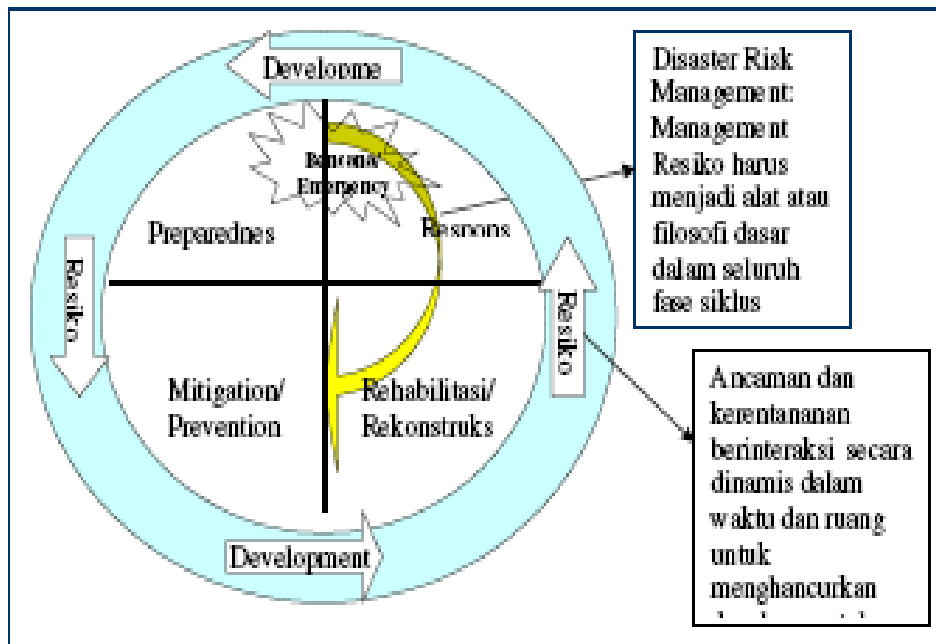 Developme
Bencana/
Emergency
Preparednes
Respons
Resiko
Resiko
Mitigation/
Prevention
Rehabilitasi/
Rekonstruks
Development
Disaster Risk
Management:
Management
Resiko harus
menjadi alat atau
filosofi dasar
dalam seluruh
fase siklus
Ancaman dan
kerentananan
berinteraksi secara
dinamis dalam
waktu dan ruang
untuk
menghancurkan